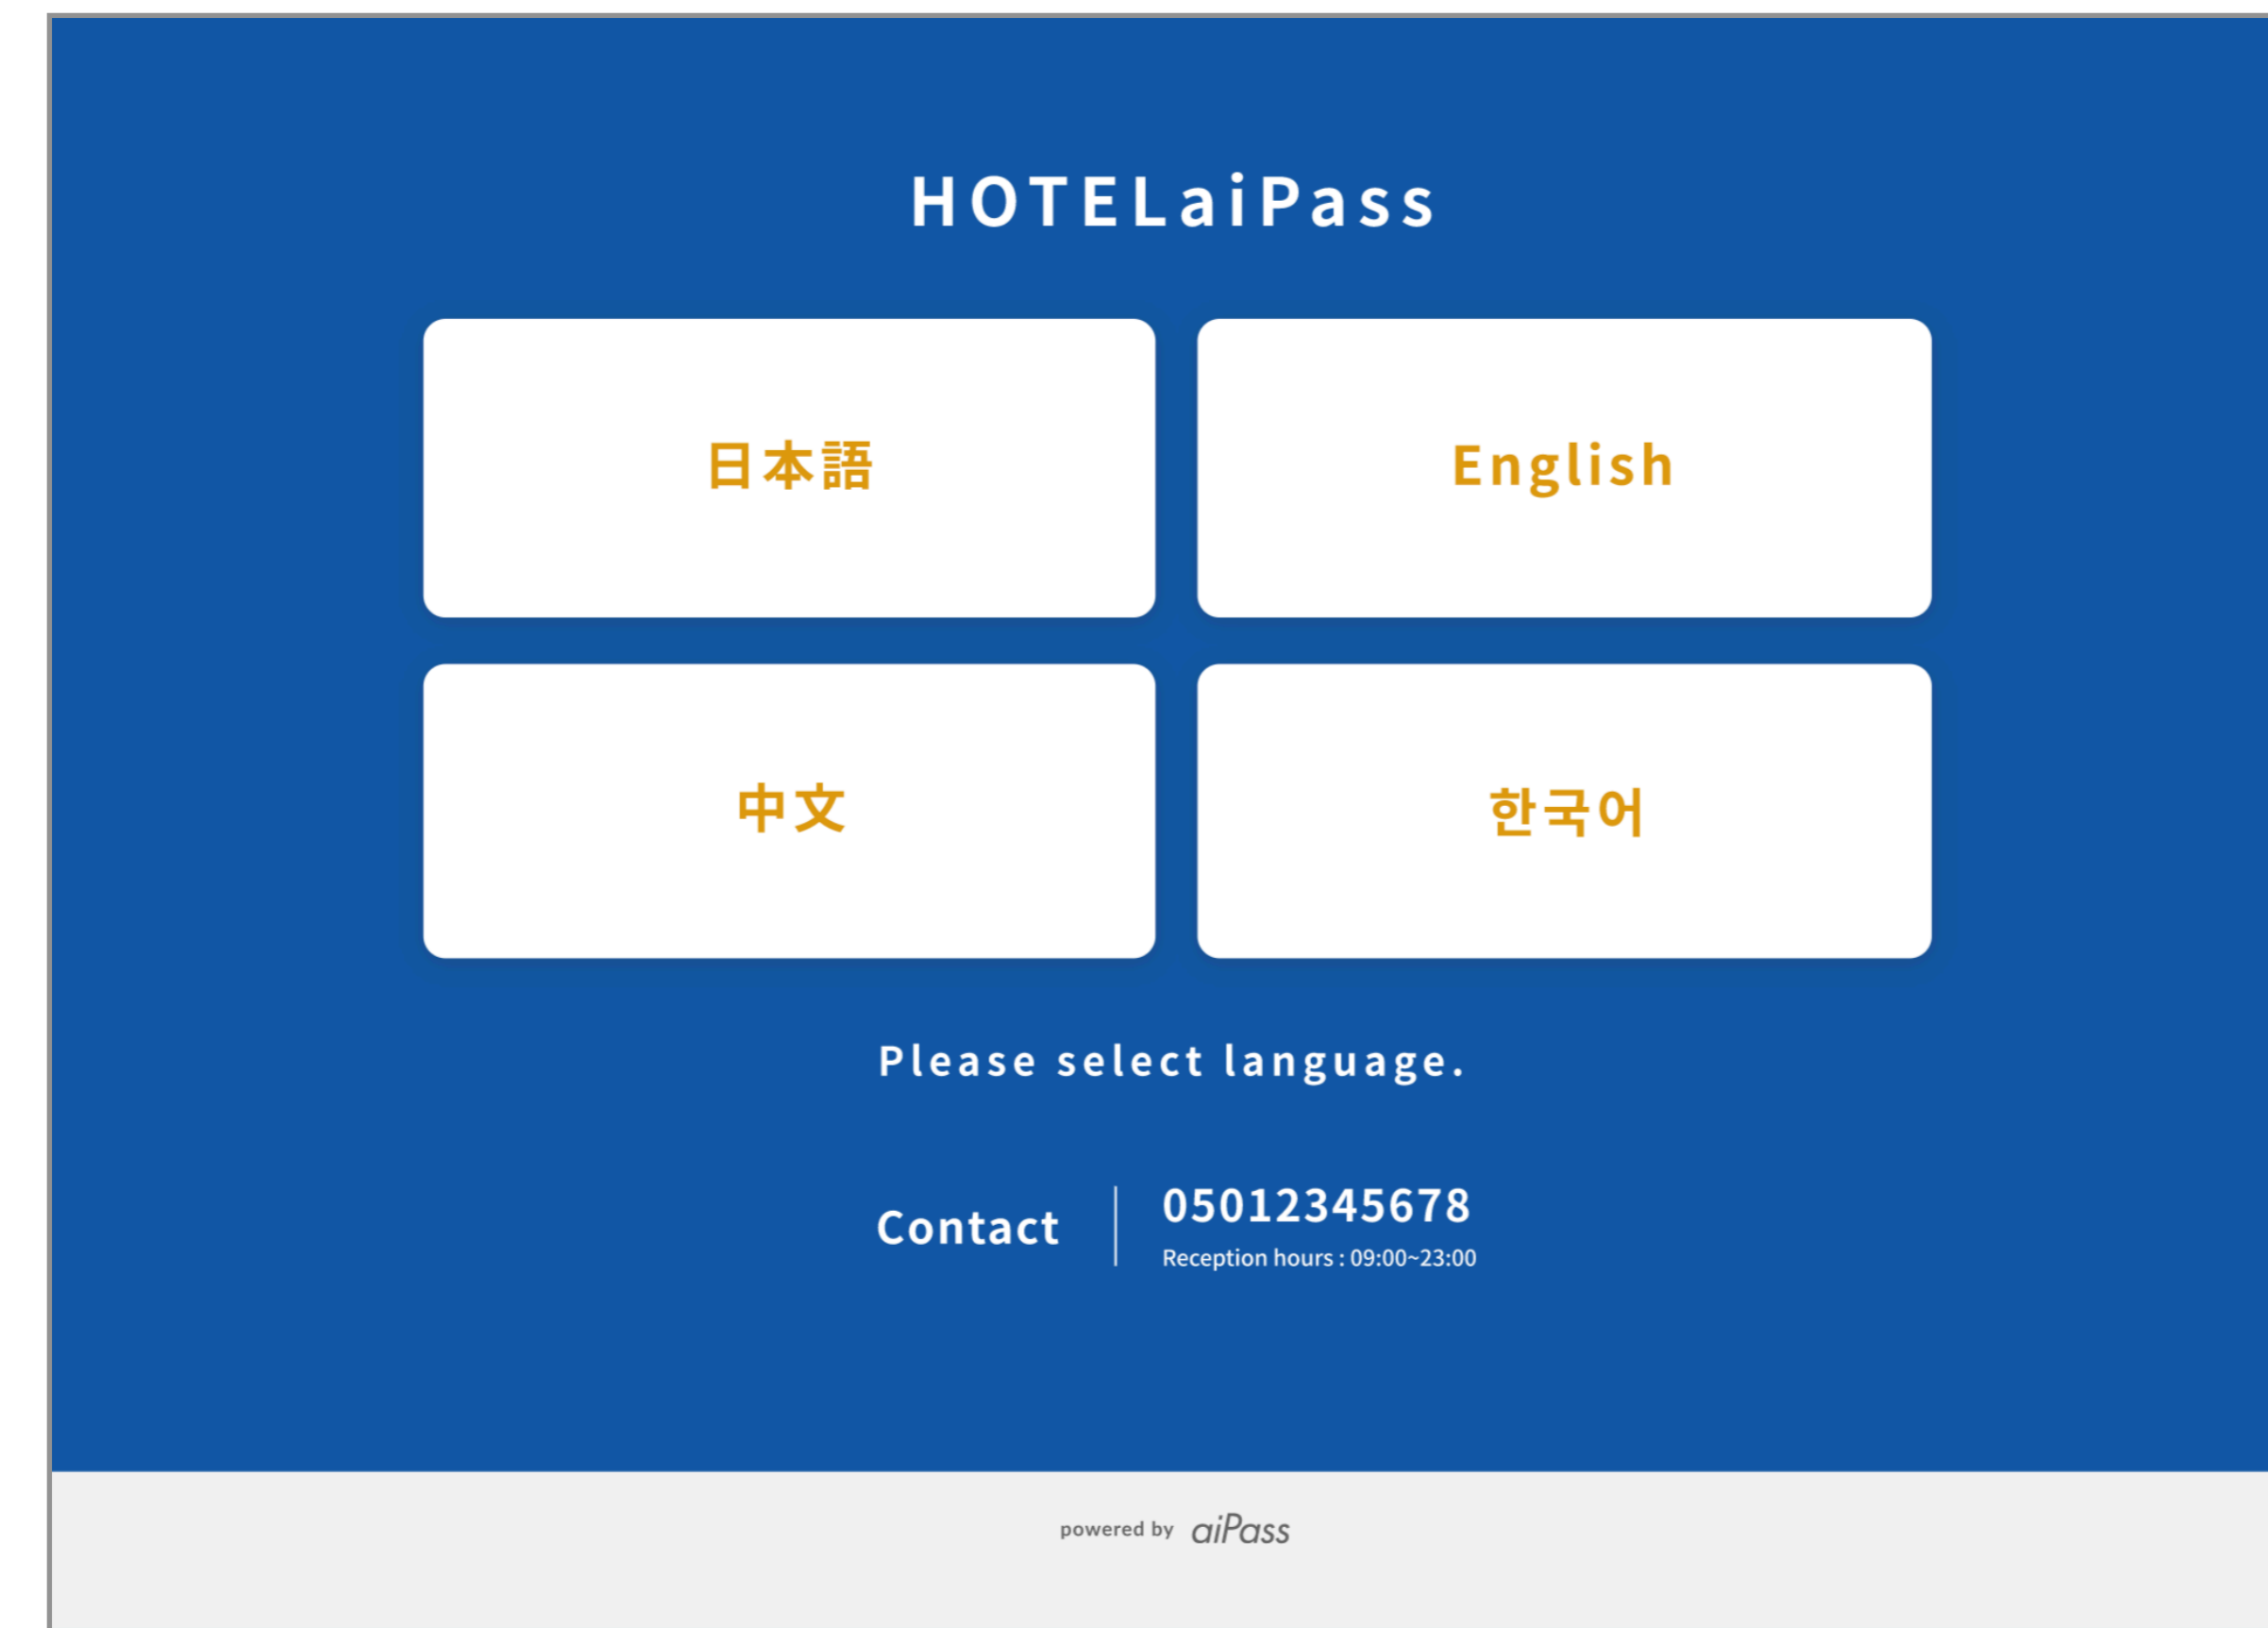 HOTELaiPass
日本語
English
中文
한국어
Please select language.
Contact
05012345678
Reception hours : 09:00~23:00
powered by aiPass